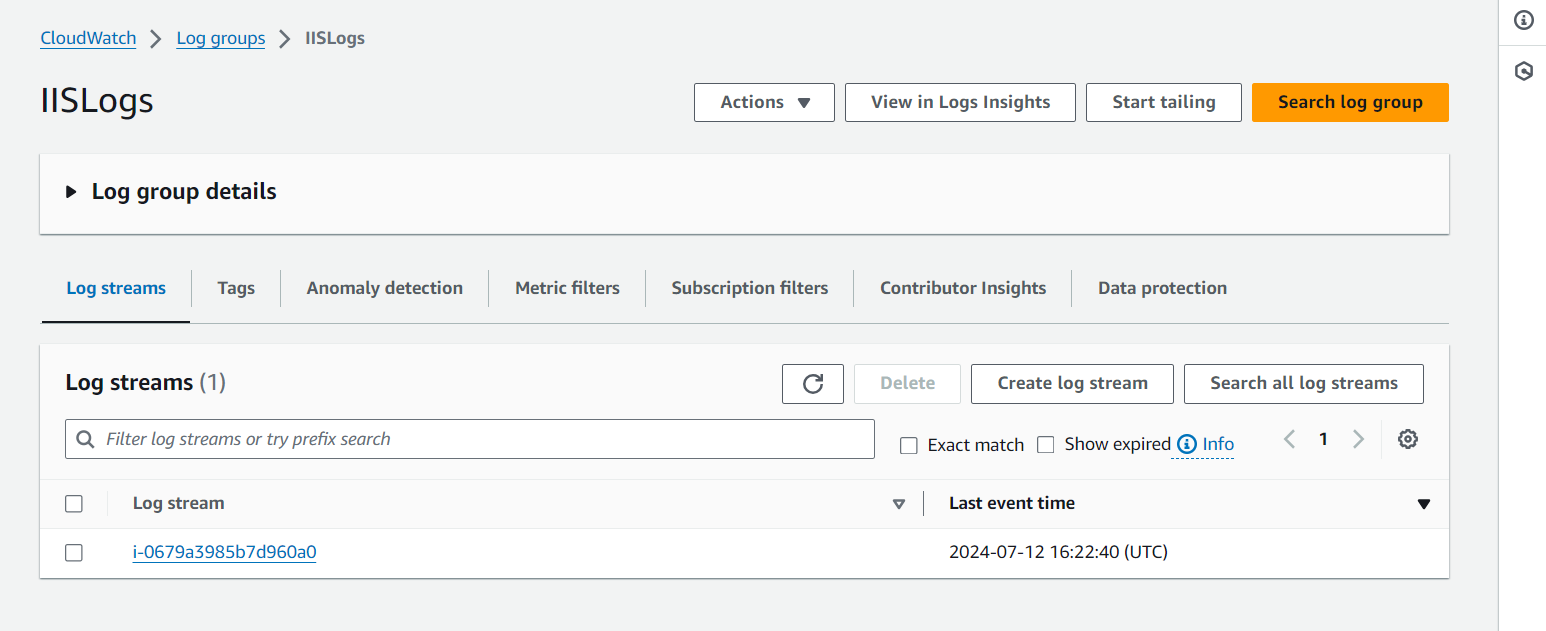 CloudWatch > Log groups > IISLogs
IISLogs
Actions View in Logs Insights Start tailing Search log group
Log group details
Log streams Tags Anomaly detection Metric filters Subscription filters Contributor Insights Data protection
Log streams (1)
Delete Create log stream Search all log streams
Filter log streams or try prefix search
Exact match Show expired Info 1
Log stream Last event time
i-0679a3985b7d960a0 2024-07-12 16:22:40 (UTC)